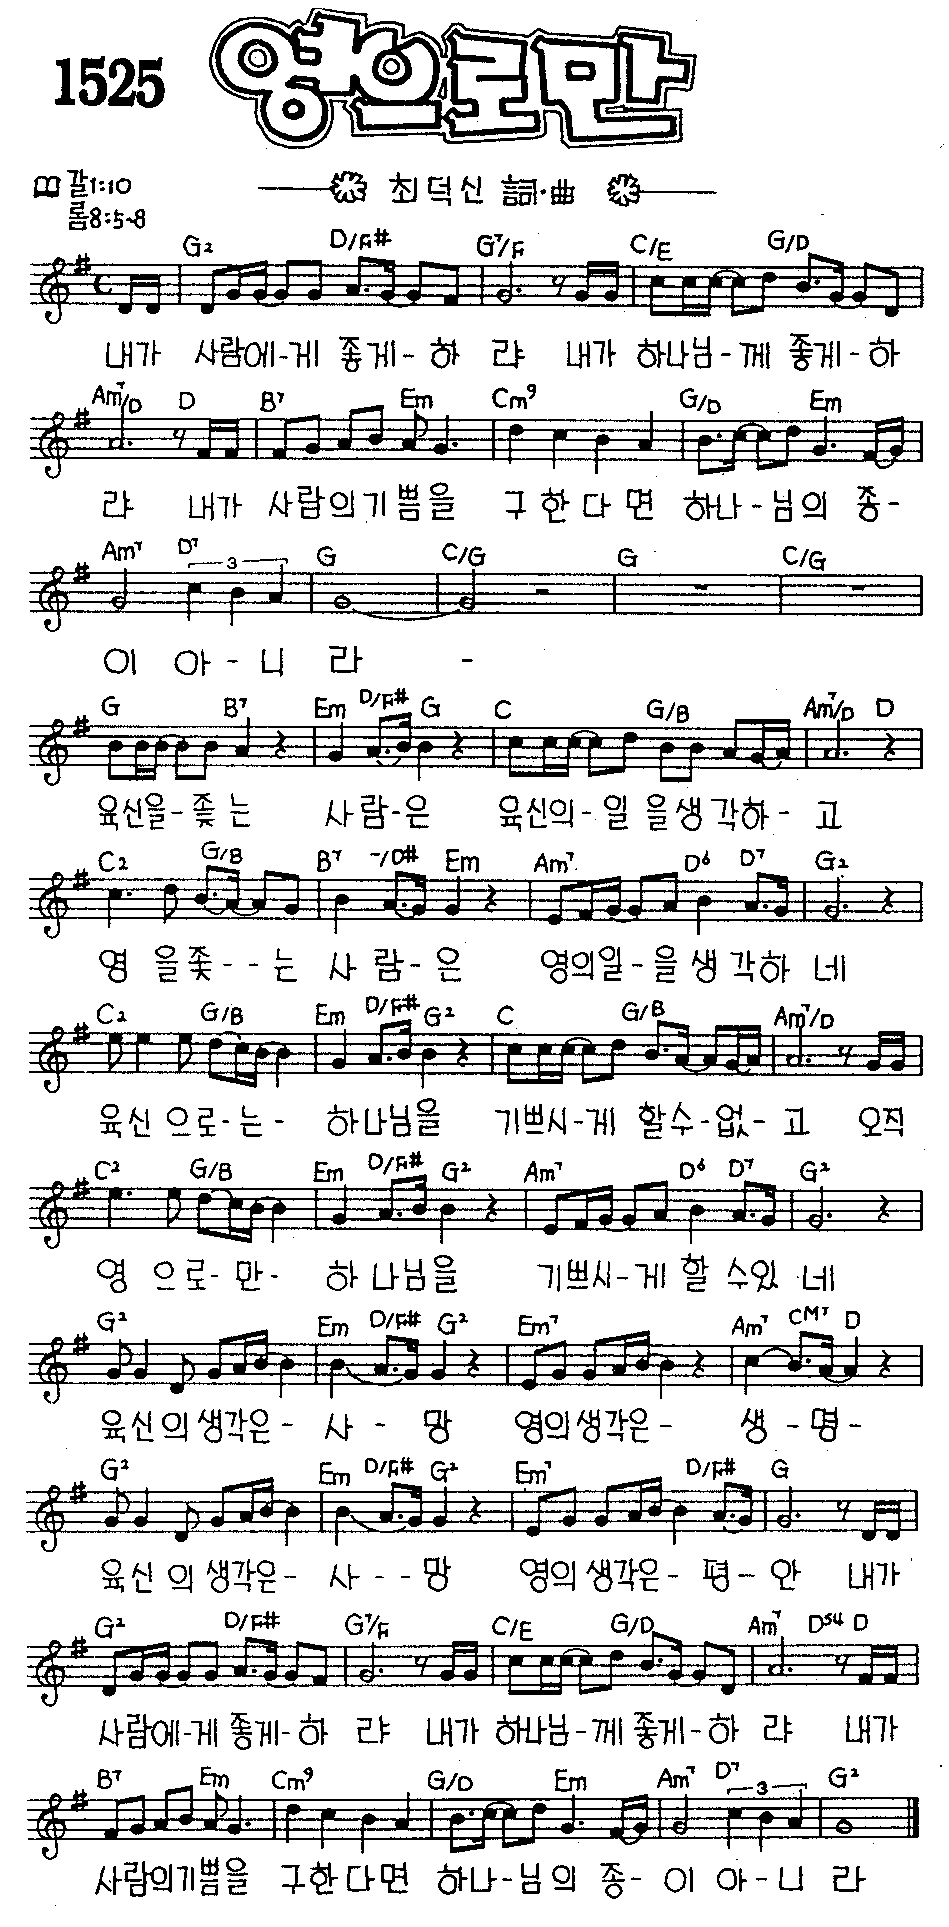 1525 영으로만
갈1:10
롬8:5~8
최덕신 詞·曲
G² D/F# G⁷/F C/E G/D
내가 사람에-게 좋게-하 랴 내가 하나님-께 좋게-하
Am⁷/D D B⁷ Em Cm⁹ G/D Em
랴 내가 사람의기쁨을 구한다면 하나-님의 종-
Am⁷ D⁷ 3 G C/G G C/G
이 아-니 라 -
G B⁷ Em D/F# G C G/B Am⁷/D D
육신을-좇는 사람-은 육신의-일을생각하-고
C² G/B B⁷ -/D# Em Am⁷ D⁶ D⁷ G²
영 을좇--는 사람-은 영의일-을생각하 네
C² G/B Em D/F# G² C G/B Am⁷/D
육신으로-는- 하나님을 기쁘시-게 할수-없-고 오직
C² G/B Em D/F# G² Am⁷ D⁶ D⁷ G²
영 으로-만- 하나님을 기쁘시-게 할 수있 네
G² Em D/F# G² Em⁷ Am⁷ CM⁷ D
육신의생각은- 사-망 영의생각은- 생-명-
G² Em D/F# G² Em⁷ D/F# G
육신의생각은- 사--망 영의생각은-평-안 내가
G² D/F# G⁷/F C/E G/D Am⁷ Dˢ⁴ D
사람에-게 좋게-하 랴 내가 하나님-께 좋게-하 랴 내가
B⁷ Em Cm⁹ G/D Em Am⁷ D⁷ 3 G²
사람의기쁨을 구한다면 하나-님의 종-이 아-니 라